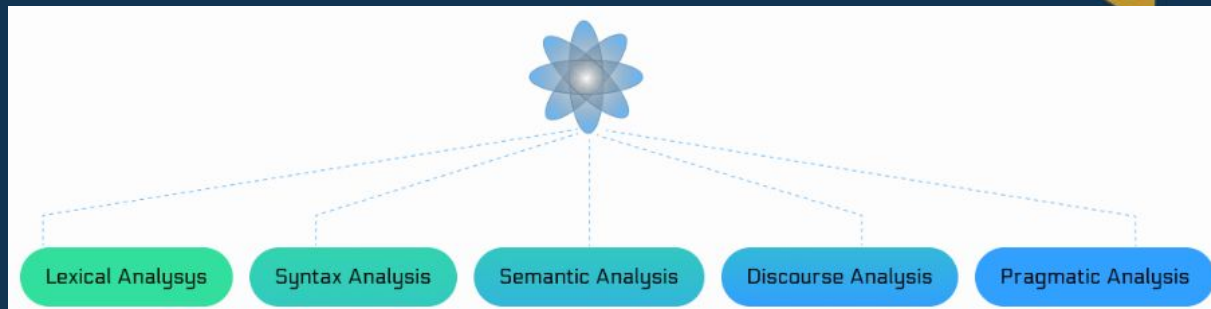 Lexical Analysys
Syntax Analysis
Semantic Analysis
Discourse Analysis
Pragmatic Analysis